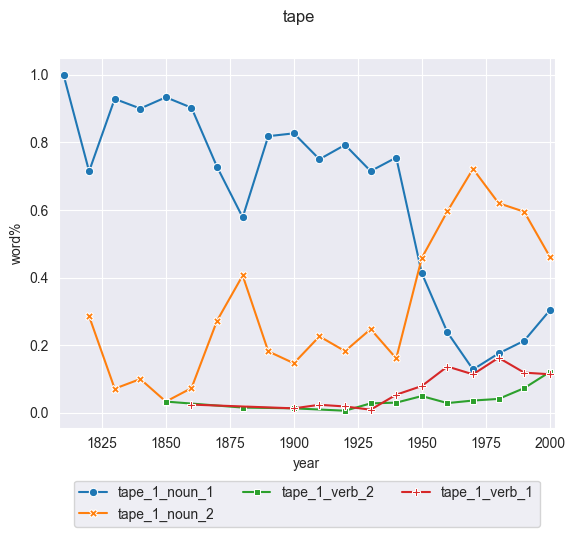 tape
1.0
0.8
0.6
0.4
0.2
0.0
word%
1825 1850 1875 1900 1925 1950 1975 2000
year
tape_1_noun_1 tape_1_verb_2 tape_1_verb_1
tape_1_noun_2